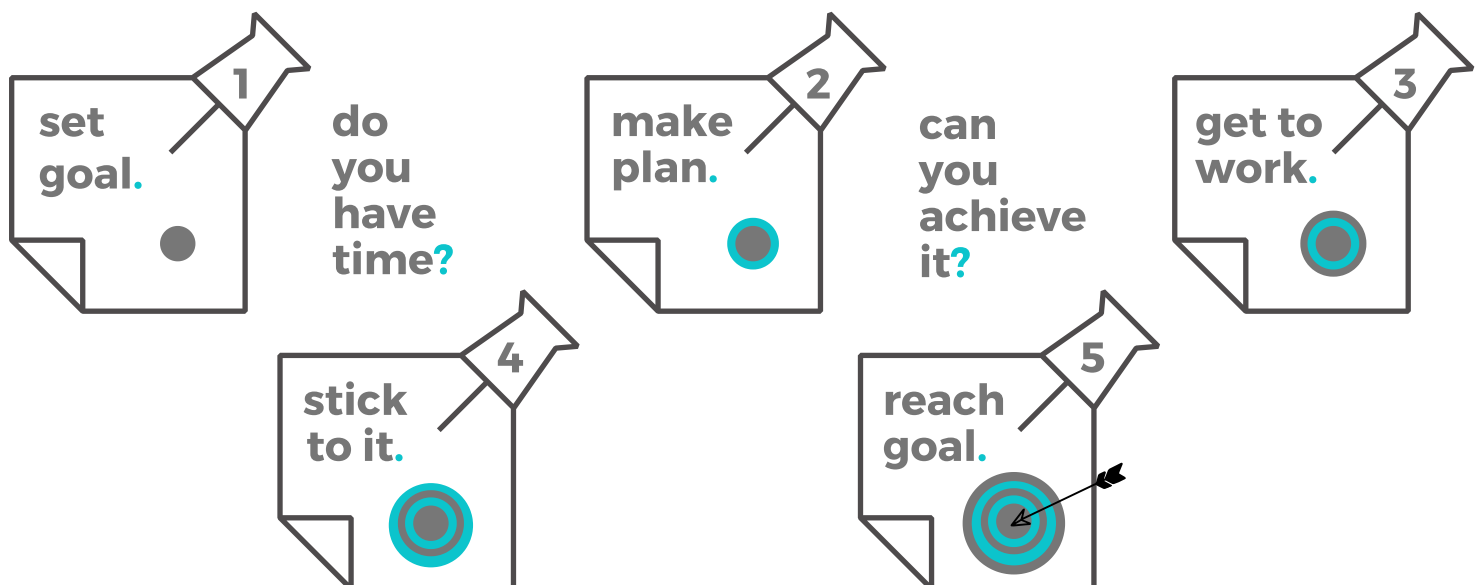 1
set
goal.
do
you
have
time?
2
make
plan.
can
you
achieve
it?
3
get to
work.
4
stick
to it.
5
reach
goal.